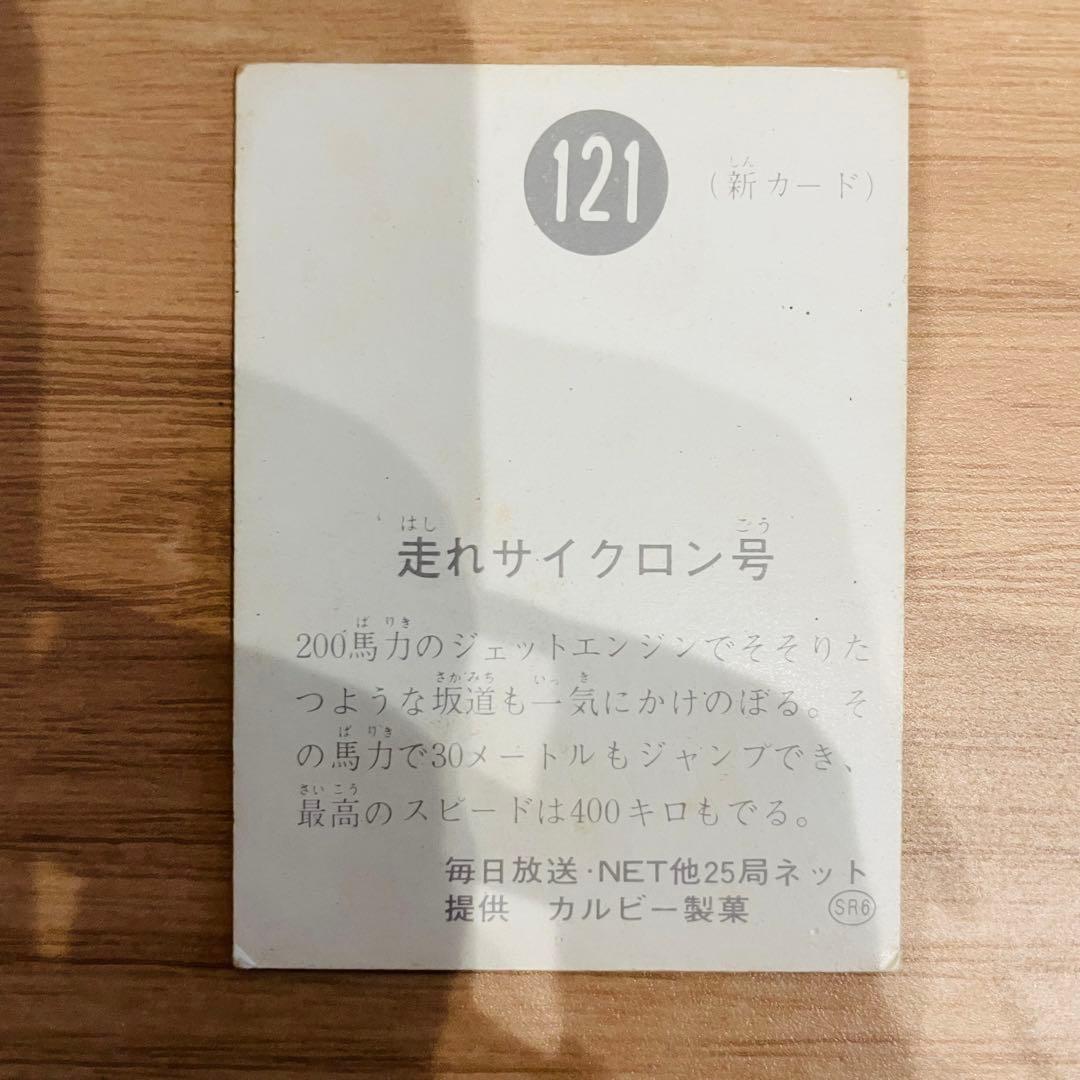 121
(新カード)
走れサイクロン号
200馬力のジェットエンジンでそそりた
つような坂道も一気にかけのぼる。そ
の馬力で30メートルもジャンプでき、
最高のスピードは400キロもでる。
毎日放送·NET他25局ネット
提供 カルビー製菓 SR6